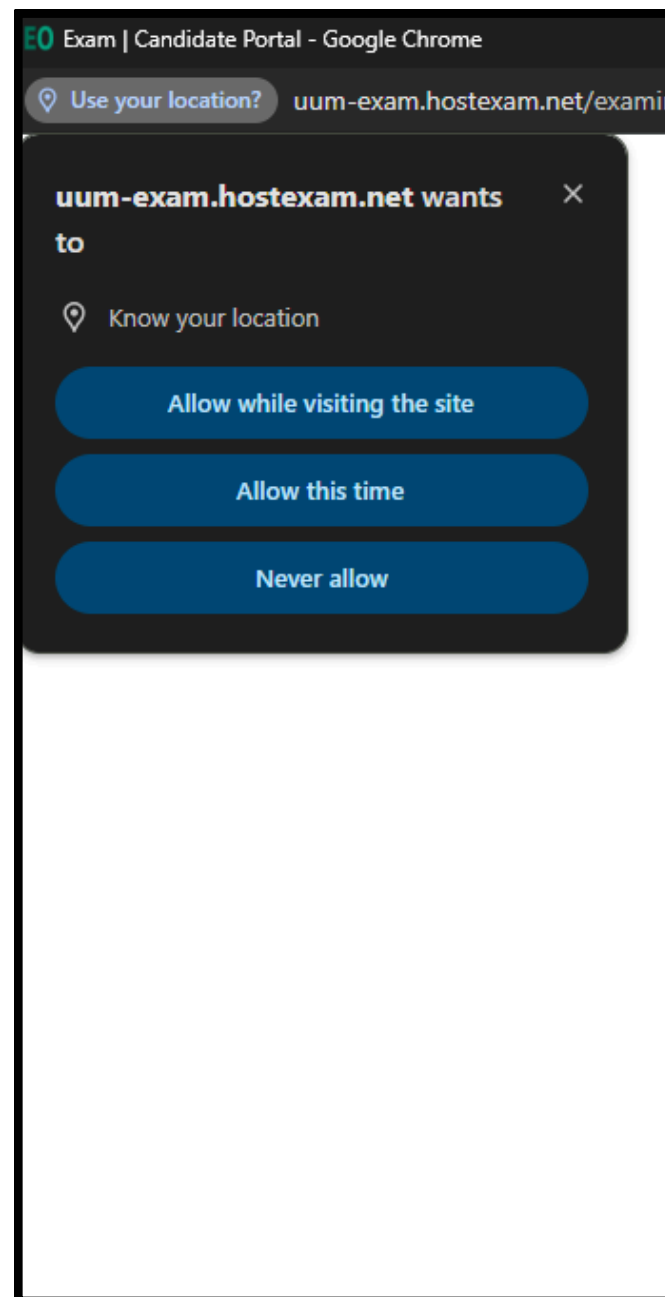 EO Exam | Candidate Portal - Google Chrome
Use your location? uum-exam.hostexam.net/examin
uum-exam.hostexam.net wants
to
Know your location
Allow while visiting the site
Allow this time
Never allow